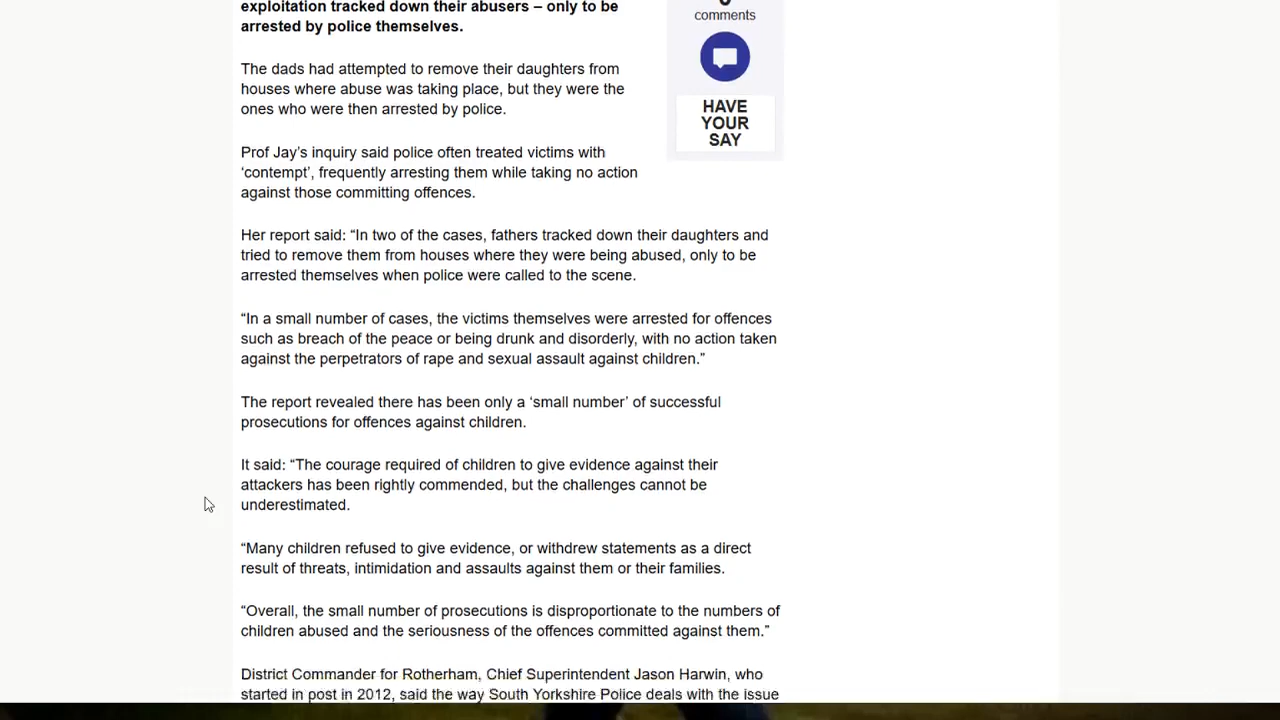 exploitation tracked down their abusers – only to be
arrested by police themselves.
comments
HAVE
YOUR
SAY
The dads had attempted to remove their daughters from
houses where abuse was taking place, but they were the
ones who were then arrested by police.
Prof Jay’s inquiry said police often treated victims with
‘contempt’, frequently arresting them while taking no action
against those committing offences.
Her report said: “In two of the cases, fathers tracked down their daughters and
tried to remove them from houses where they were being abused, only to be
arrested themselves when police were called to the scene.
“In a small number of cases, the victims themselves were arrested for offences
such as breach of the peace or being drunk and disorderly, with no action taken
against the perpetrators of rape and sexual assault against children.”
The report revealed there has been only a ‘small number’ of successful
prosecutions for offences against children.
It said: “The courage required of children to give evidence against their
attackers has been rightly commended, but the challenges cannot be
underestimated.
“Many children refused to give evidence, or withdrew statements as a direct
result of threats, intimidation and assaults against them or their families.
“Overall, the small number of prosecutions is disproportionate to the numbers of
children abused and the seriousness of the offences committed against them.”
District Commander for Rotherham, Chief Superintendent Jason Harwin, who
started in post in 2012, said the way South Yorkshire Police deals with the issue